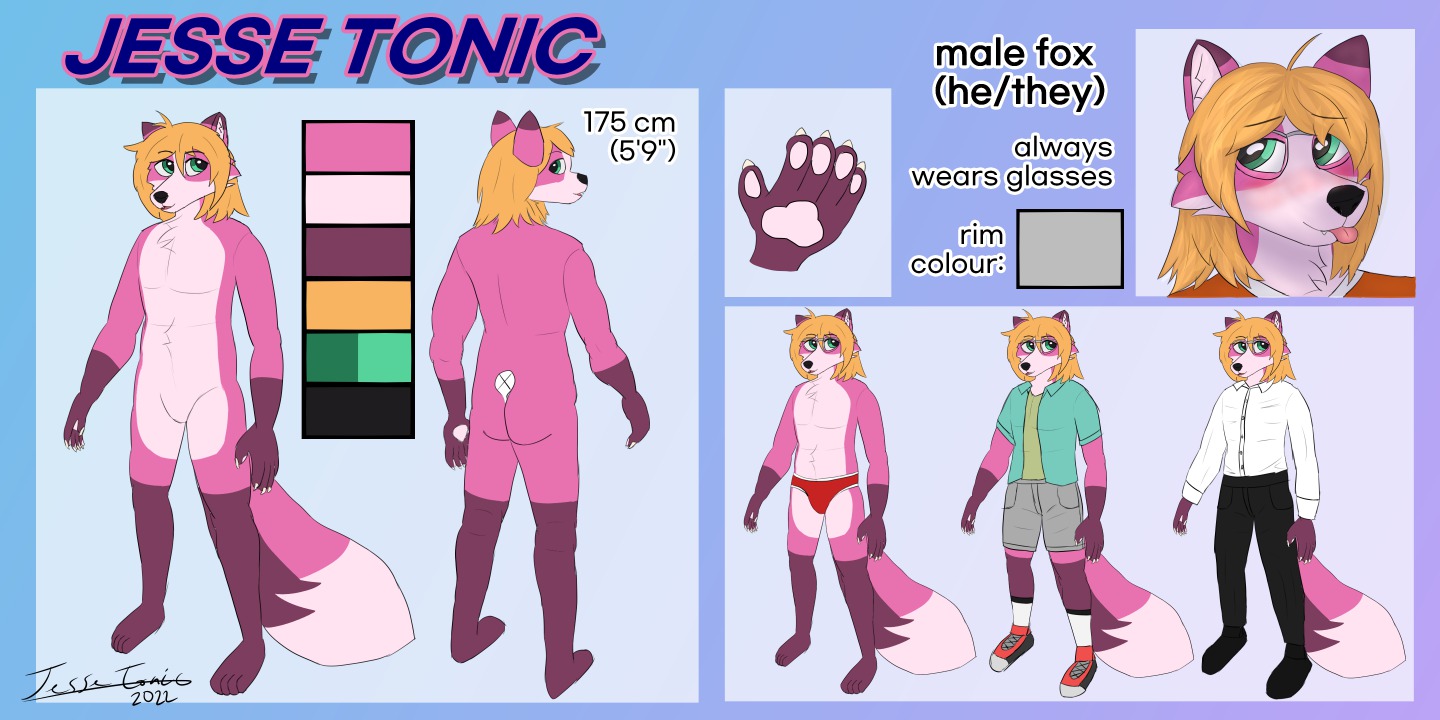 JESSE TONIC
175 cm
(5'9")
male fox
(he/they)
always
wears glasses
rim
colour:
Jesse Tonic
2022